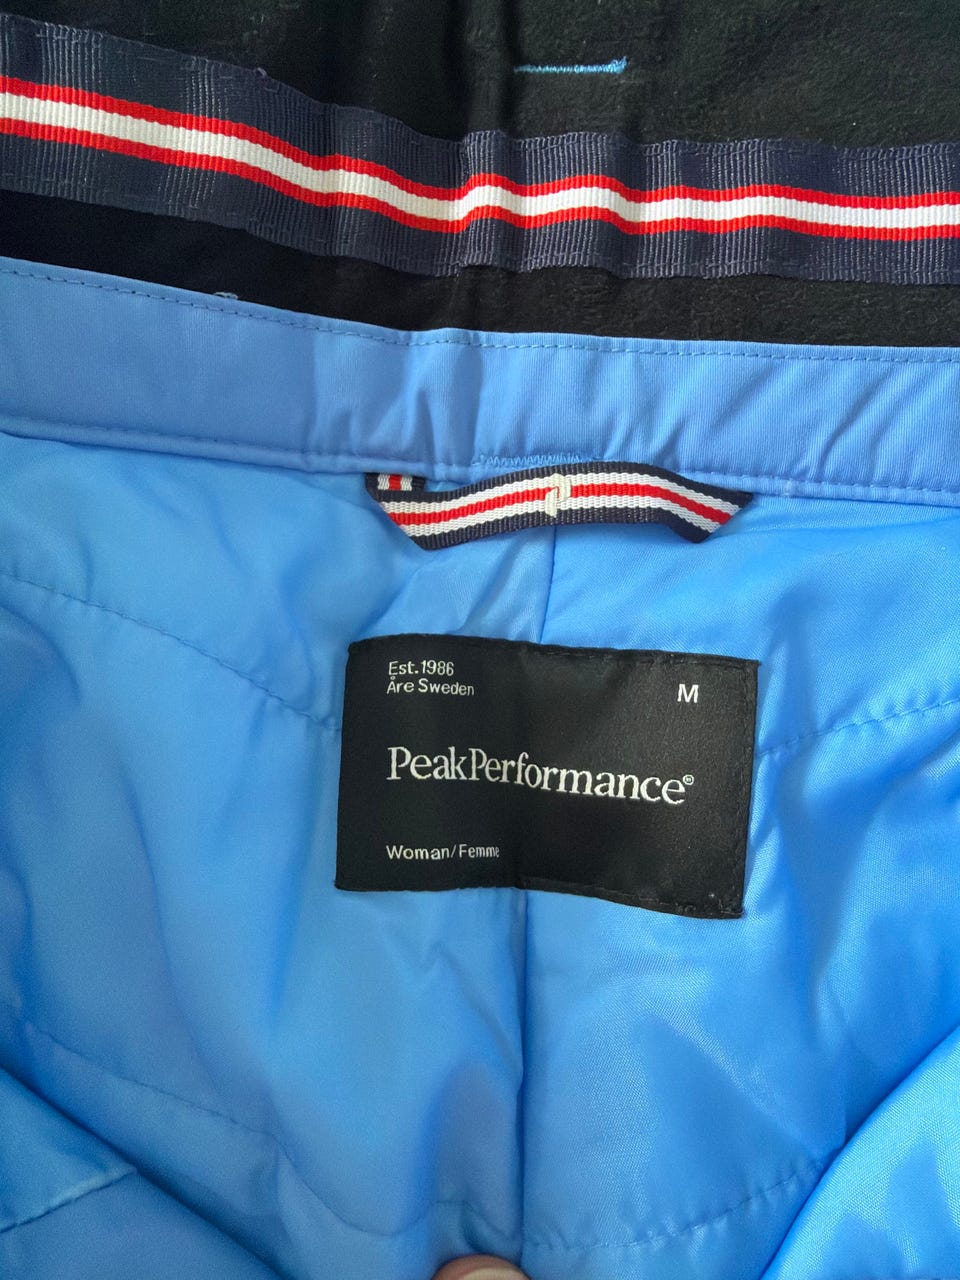 Est.1986
Åre Sweden
M
PeakPerformance®
Woman/Femme